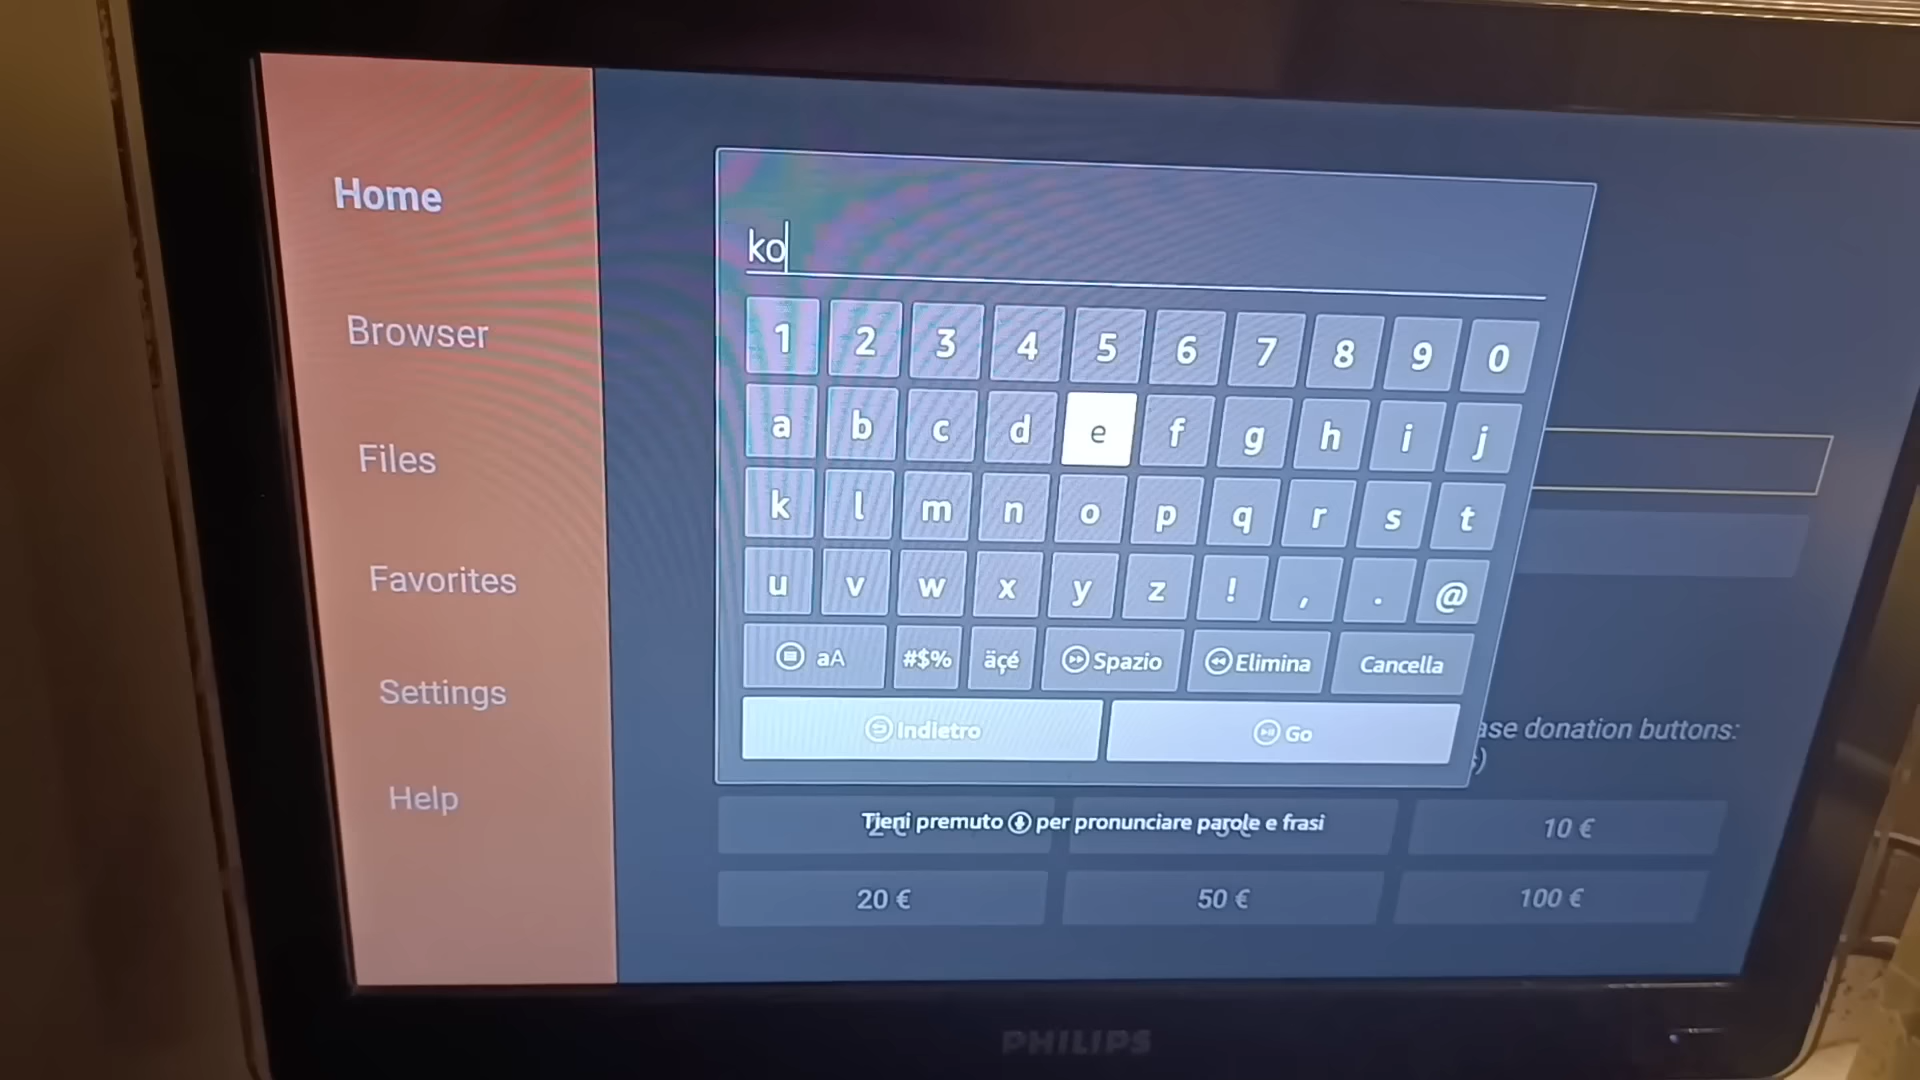 Home
Browser
Files
Favorites
Settings
Help
ko
1 2 3 4 5 6 7 8 9 0
a b c d e f g h i j
k l m n o p q r s t
u v w x y z ! , . @
aA #$% äçé Spazio Elimina Cancella
Indietro Go
ase donation buttons:
Tieni premuto per pronunciare parole e frasi
10 €
20 € 50 € 100 €
PHILIPS